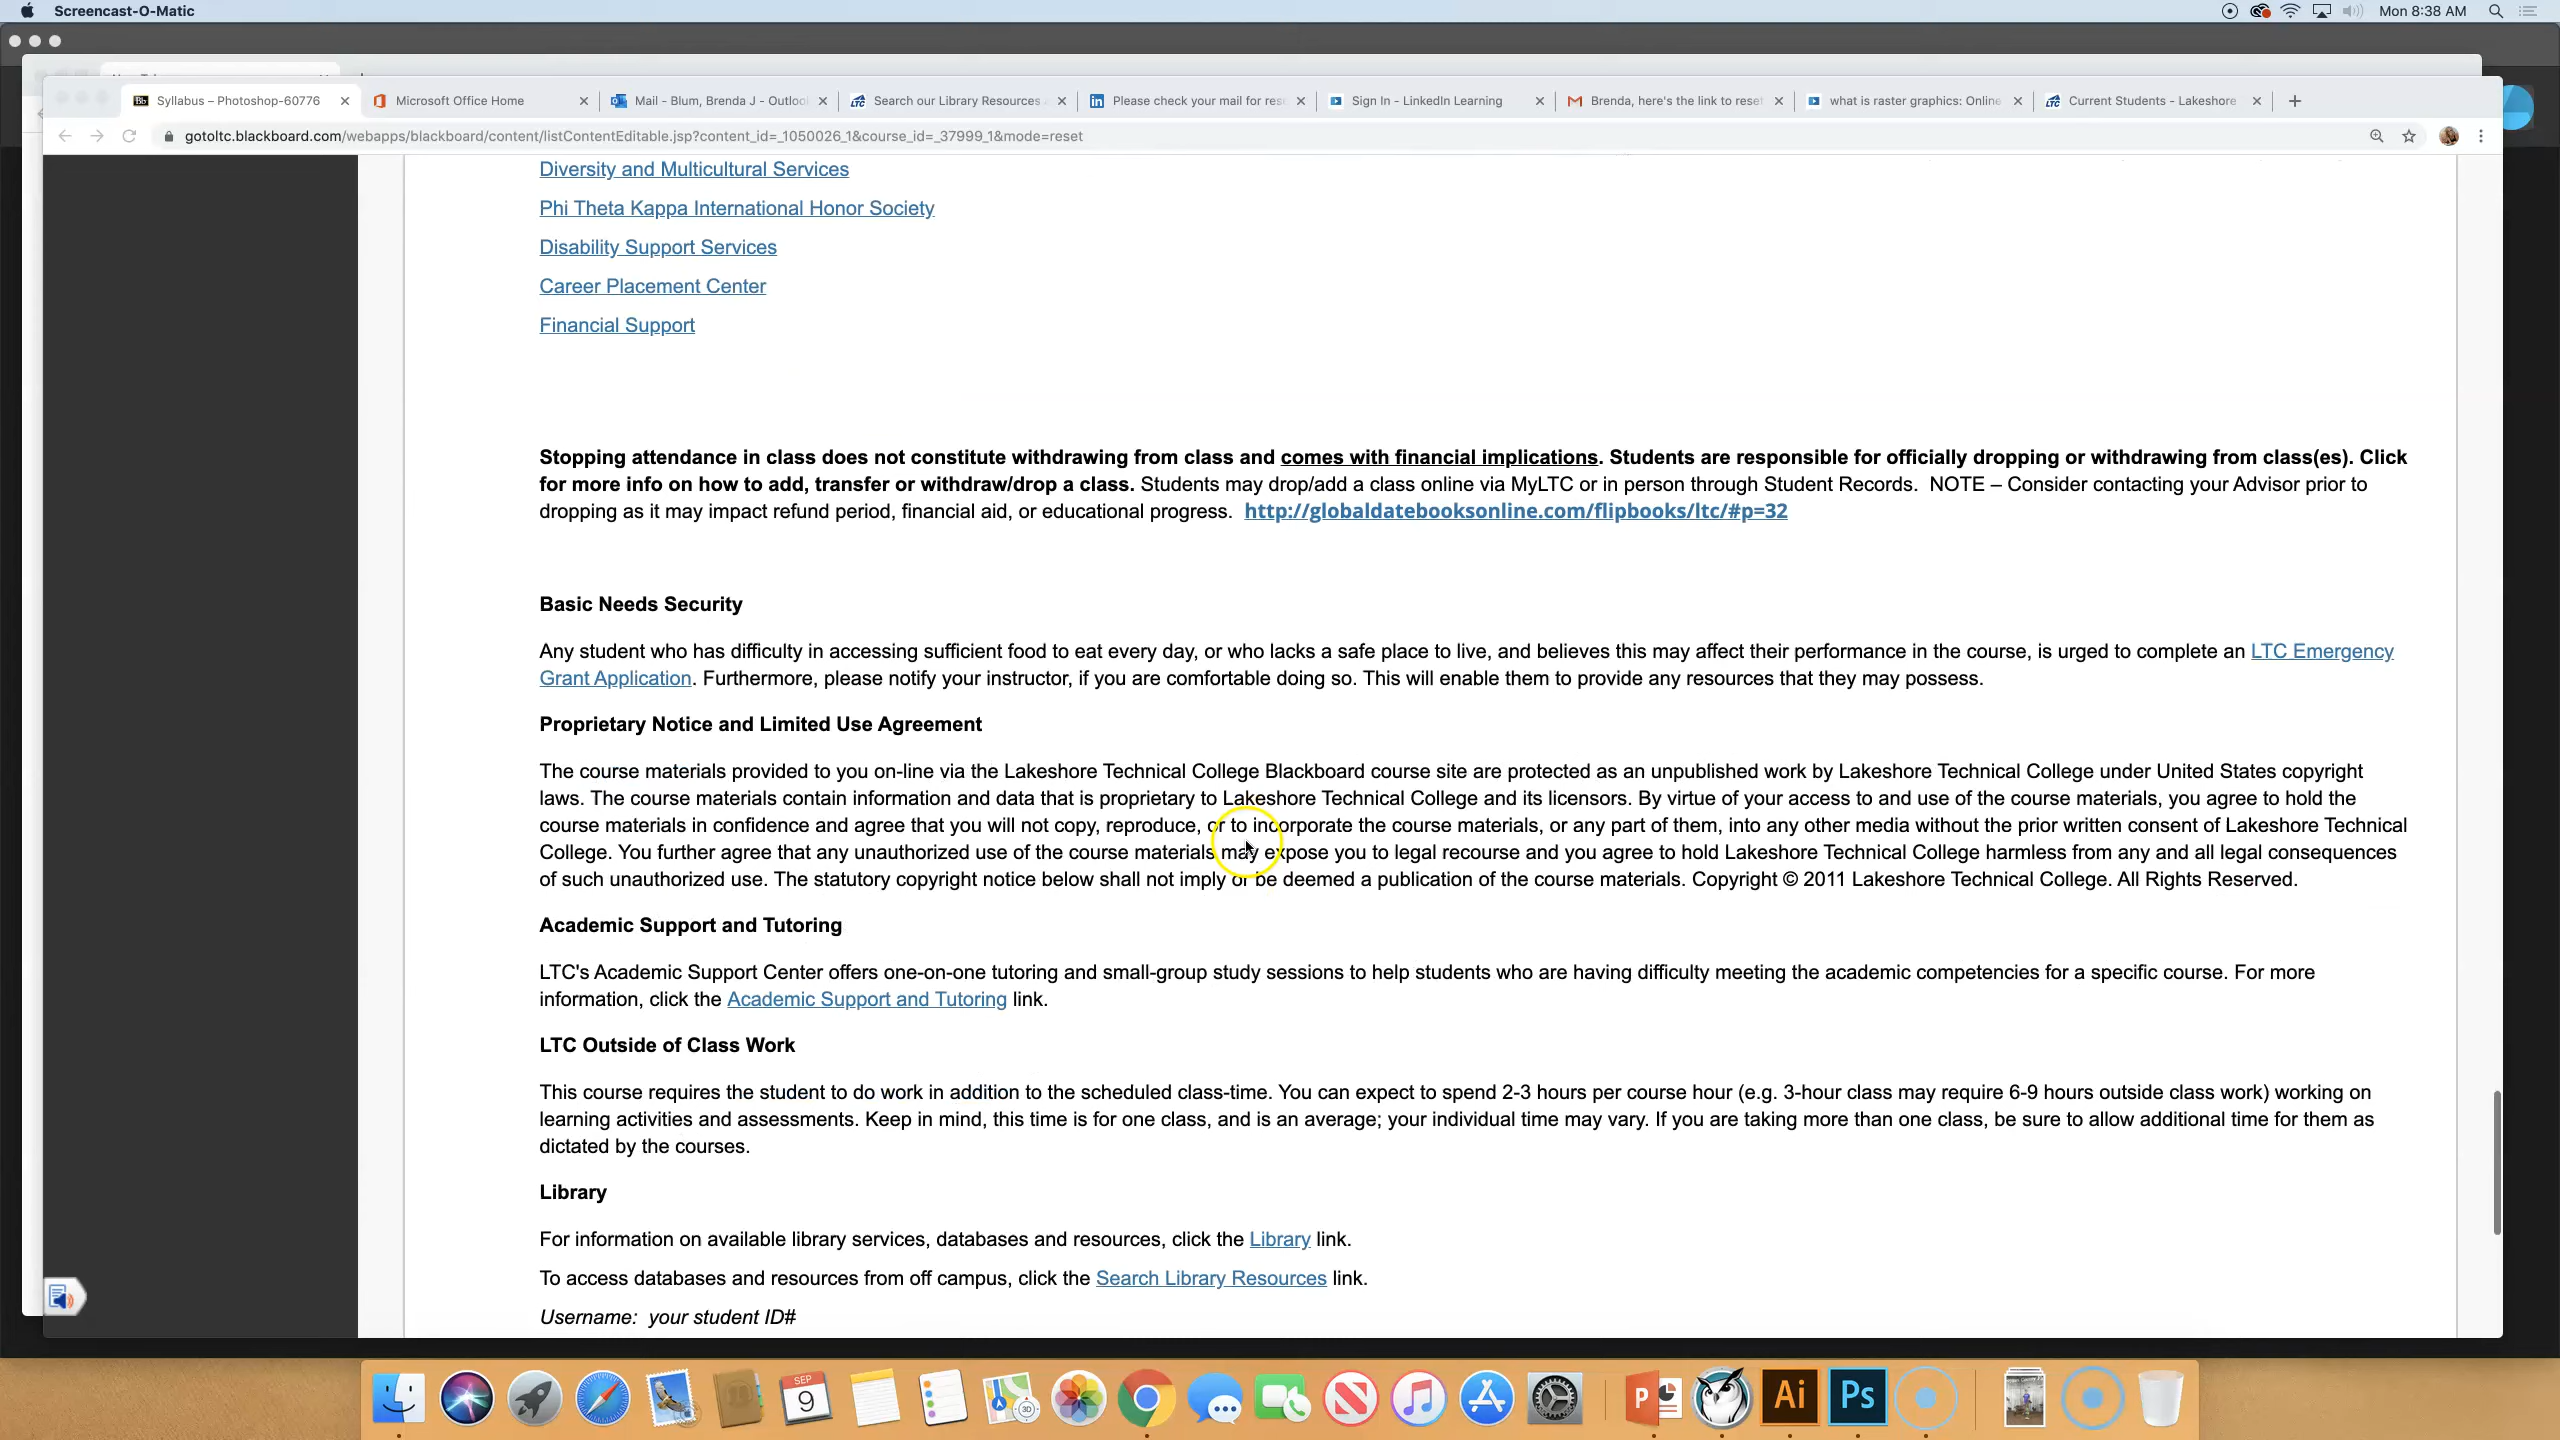 Screencast-O-Matic
Mon 8:38 AM
Syllabus – Photoshop-60776
Microsoft Office Home
Mail - Blum, Brenda J - Outloo
Search our Library Resources
Please check your mail for rese
Sign In - LinkedIn Learning
Brenda, here's the link to reset
what is raster graphics: Online
Current Students - Lakeshore
gotoltc.blackboard.com/webapps/blackboard/content/listContentEditable.jsp?content_id=_1050026_1&course_id=_37999_1&mode=reset
Diversity and Multicultural Services
Phi Theta Kappa International Honor Society
Disability Support Services
Career Placement Center
Financial Support
Stopping attendance in class does not constitute withdrawing from class and comes with financial implications. Students are responsible for officially dropping or withdrawing from class(es). Click
for more info on how to add, transfer or withdraw/drop a class. Students may drop/add a class online via MyLTC or in person through Student Records. NOTE – Consider contacting your Advisor prior to
dropping as it may impact refund period, financial aid, or educational progress. http://globaldatebooksonline.com/flipbooks/ltc/#p=32
Basic Needs Security
Any student who has difficulty in accessing sufficient food to eat every day, or who lacks a safe place to live, and believes this may affect their performance in the course, is urged to complete an LTC Emergency
Grant Application. Furthermore, please notify your instructor, if you are comfortable doing so. This will enable them to provide any resources that they may possess.
Proprietary Notice and Limited Use Agreement
The course materials provided to you on-line via the Lakeshore Technical College Blackboard course site are protected as an unpublished work by Lakeshore Technical College under United States copyright
laws. The course materials contain information and data that is proprietary to Lakeshore Technical College and its licensors. By virtue of your access to and use of the course materials, you agree to hold the
course materials in confidence and agree that you will not copy, reproduce, or to incorporate the course materials, or any part of them, into any other media without the prior written consent of Lakeshore Technical
College. You further agree that any unauthorized use of the course materials may expose you to legal recourse and you agree to hold Lakeshore Technical College harmless from any and all legal consequences
of such unauthorized use. The statutory copyright notice below shall not imply or be deemed a publication of the course materials. Copyright © 2011 Lakeshore Technical College. All Rights Reserved.
Academic Support and Tutoring
LTC's Academic Support Center offers one-on-one tutoring and small-group study sessions to help students who are having difficulty meeting the academic competencies for a specific course. For more
information, click the Academic Support and Tutoring link.
LTC Outside of Class Work
This course requires the student to do work in addition to the scheduled class-time. You can expect to spend 2-3 hours per course hour (e.g. 3-hour class may require 6-9 hours outside class work) working on
learning activities and assessments. Keep in mind, this time is for one class, and is an average; your individual time may vary. If you are taking more than one class, be sure to allow additional time for them as
dictated by the courses.
Library
For information on available library services, databases and resources, click the Library link.
To access databases and resources from off campus, click the Search Library Resources link.
Username: your student ID#
SEP
9
3D
P
Ai
Ps